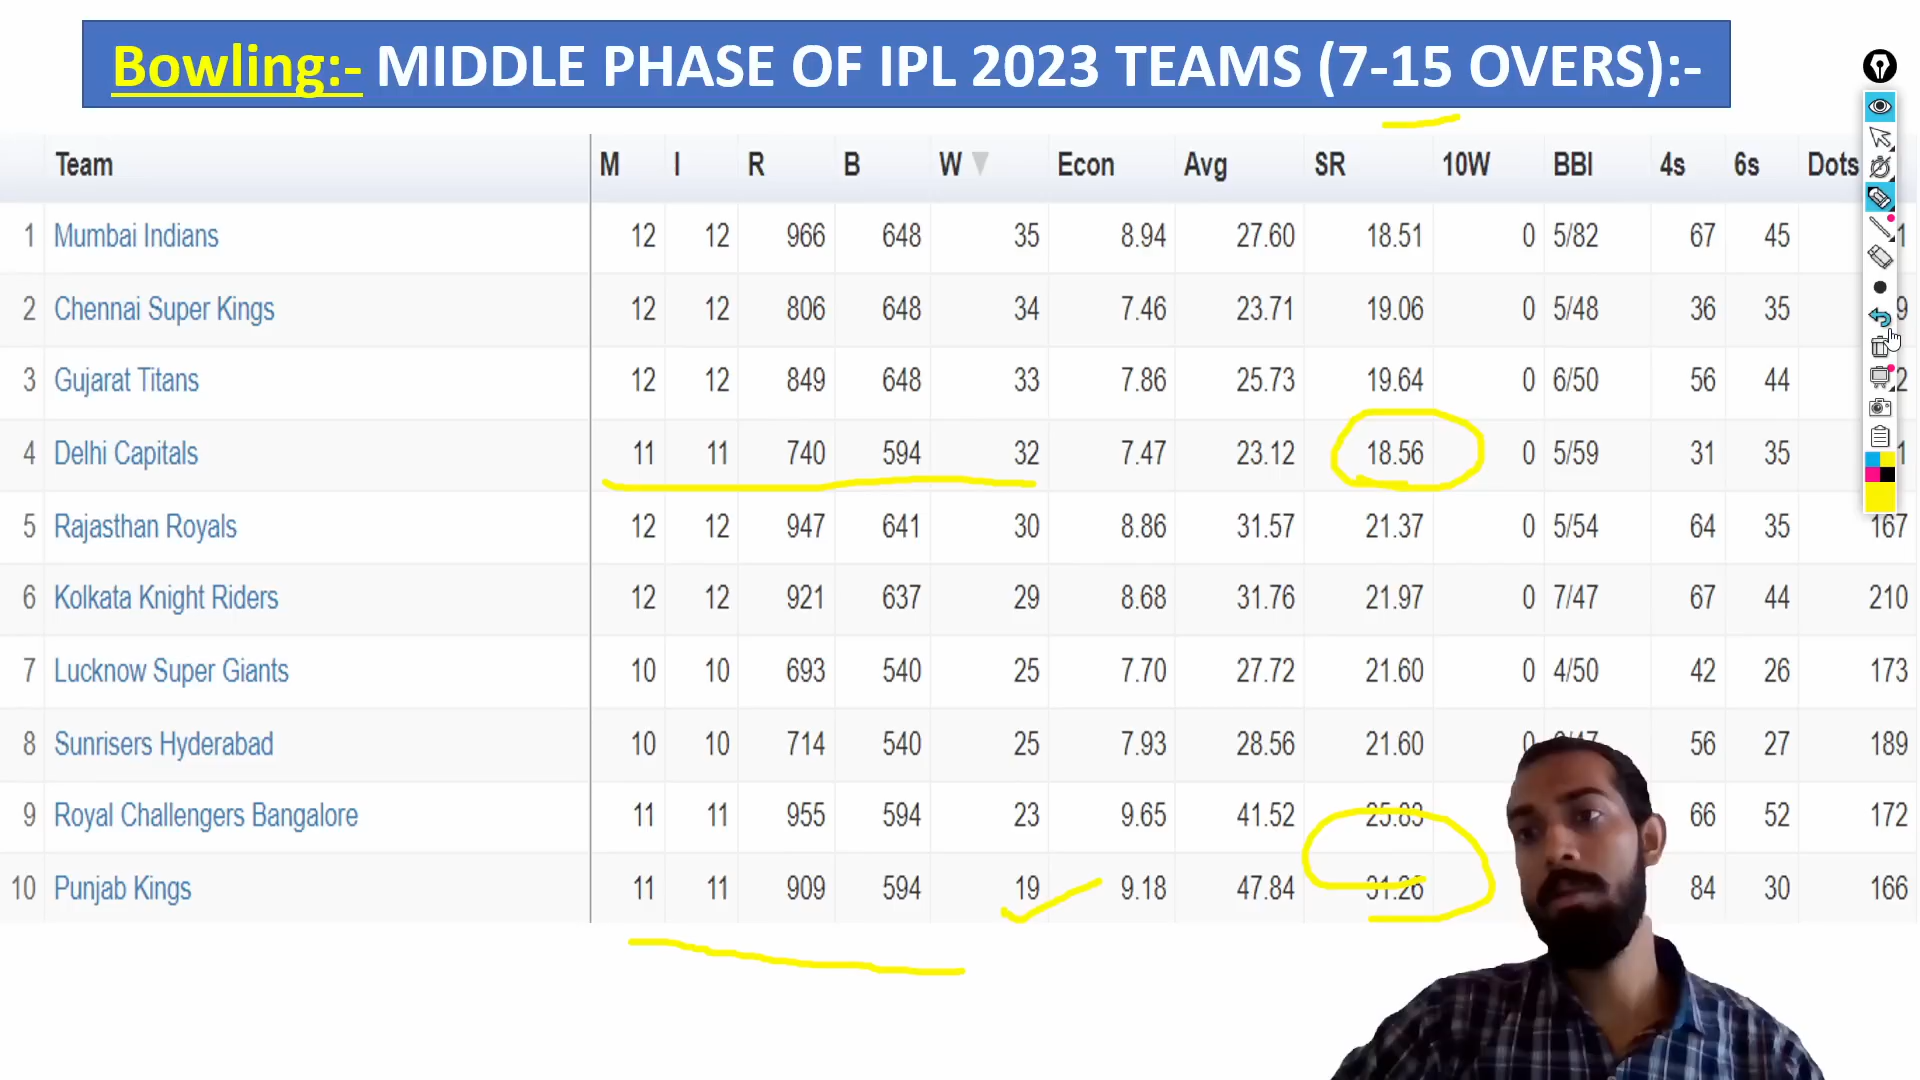 Bowling:- MIDDLE PHASE OF IPL 2023 TEAMS (7-15 OVERS):-
Team M I R B W Econ Avg SR 10W BBI 4s 6s Dots
1 Mumbai Indians 12 12 966 648 35 8.94 27.60 18.51 0 5/82 67 45
2 Chennai Super Kings 12 12 806 648 34 7.46 23.71 19.06 0 5/48 36 35
3 Gujarat Titans 12 12 849 648 33 7.86 25.73 19.64 0 6/50 56 44
4 Delhi Capitals 11 11 740 594 32 7.47 23.12 18.56 0 5/59 31 35
5 Rajasthan Royals 12 12 947 641 30 8.86 31.57 21.37 0 5/54 64 35 167
6 Kolkata Knight Riders 12 12 921 637 29 8.68 31.76 21.97 0 7/47 67 44 210
7 Lucknow Super Giants 10 10 693 540 25 7.70 27.72 21.60 0 4/50 42 26 173
8 Sunrisers Hyderabad 10 10 714 540 25 7.93 28.56 21.60 56 27 189
9 Royal Challengers Bangalore 11 11 955 594 23 9.65 41.52 25.83 66 52 172
10 Punjab Kings 11 11 909 594 19 9.18 47.84 31.26 84 30 166